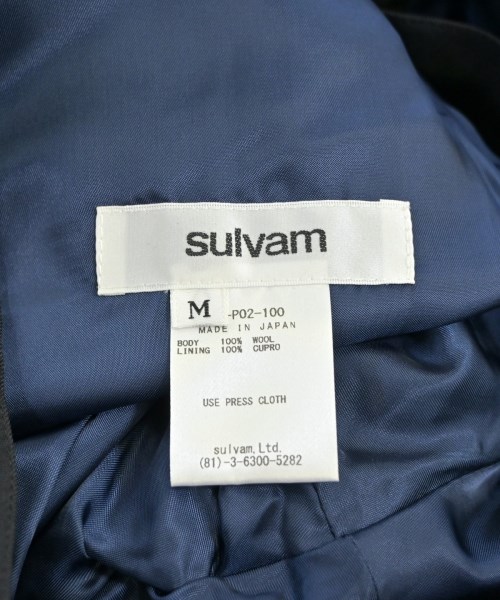 sulvam
M -P02-100
MADE IN JAPAN
BODY 100% WOOL
LINING 100% CUPRO
USE PRESS CLOTH
sulvam,Ltd.
(81)-3-6300-5282